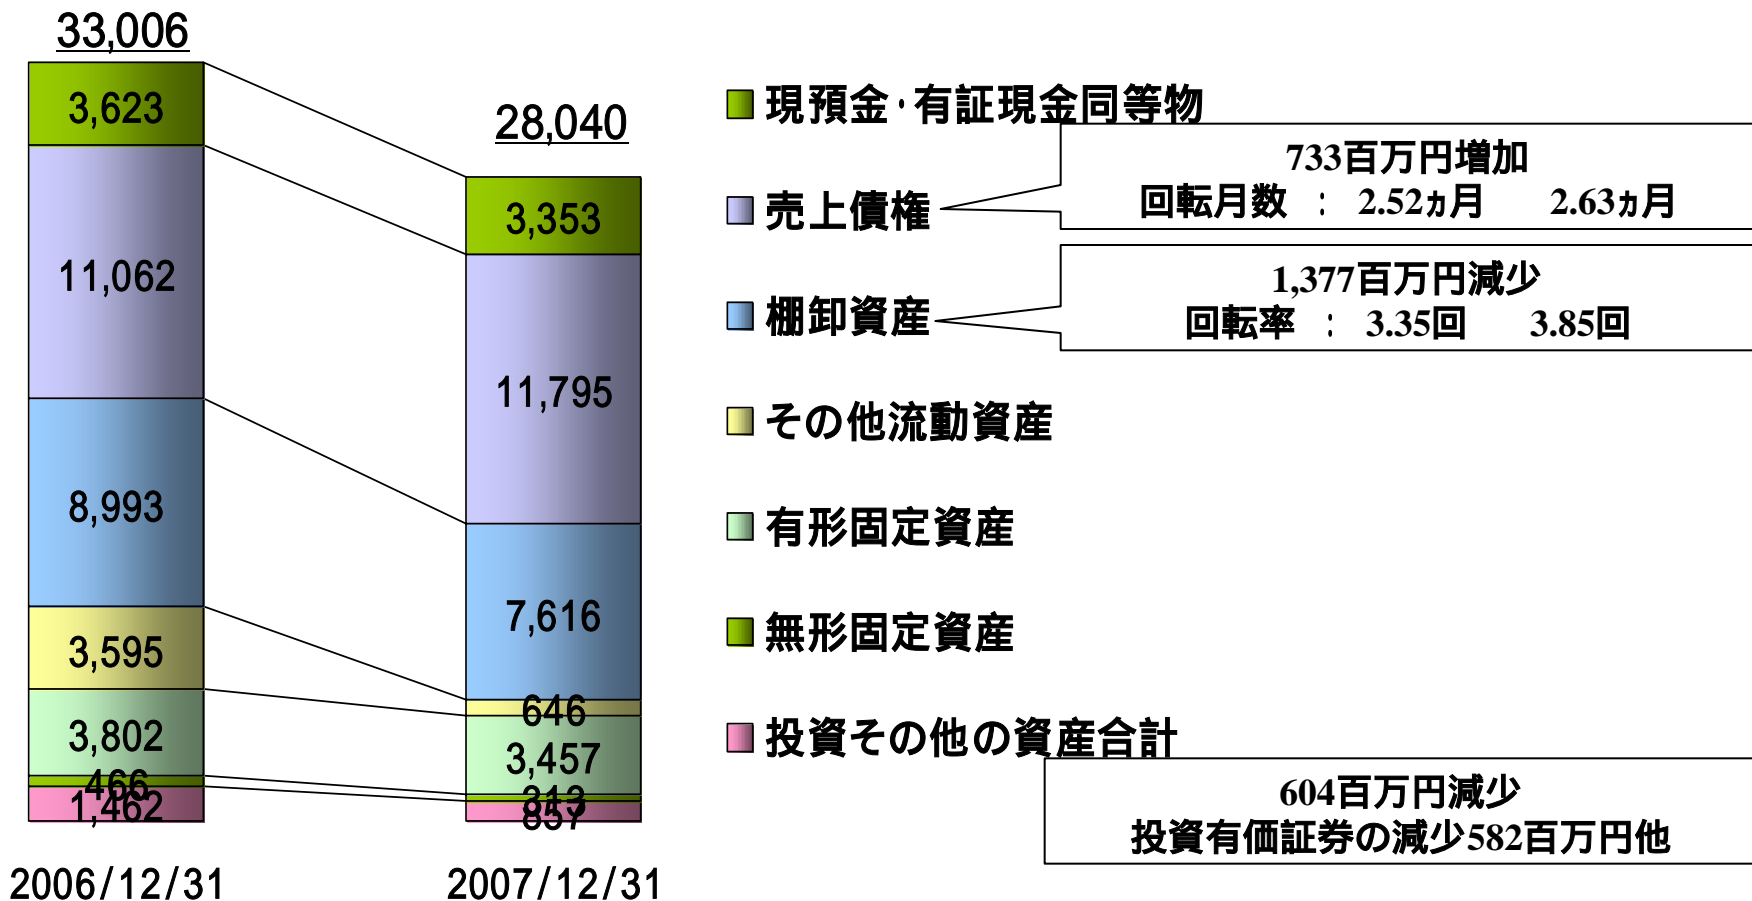 33,006
3,623
11,062
8,993
3,595
3,802
466
1,462
2006/12/31
28,040
3,353
11,795
7,616
646
3,457
313
857
2007/12/31
現預金・有証現金同等物
売上債権
棚卸資産
その他流動資産
有形固定資産
無形固定資産
投資その他の資産合計
733百万円増加
回転月数 : 2.52ヵ月 2.63ヵ月
1,377百万円減少
回転率 : 3.35回 3.85回
604百万円減少
投資有価証券の減少582百万円他